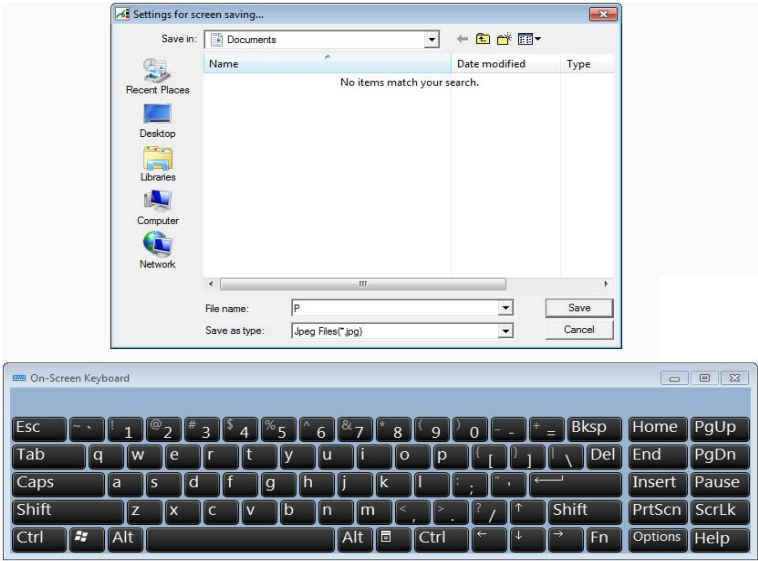 Settings for screen saving...
Save in: Documents
Name Date modified Type
No items match your search.
Recent Places
Desktop
Libraries
Computer
Network
File name: P Save
Save as type: Jpeg Files(*.jpg) Cancel
On-Screen Keyboard
Esc ~ ` ! 1 @ 2 # 3 $ 4 % 5 ^ 6 & 7 * 8 ( 9 ) 0 _ - + = Bksp Home PgUp
Tab q w e r t y u i o p { [ } ] | \ Del End PgDn
Caps a s d f g h j k l : ; " ' Insert Pause
Shift z x c v b n m < , > . ? / ↑ Shift PrtScn ScrLk
Ctrl Alt Alt Ctrl ← ↓ → Fn Options Help